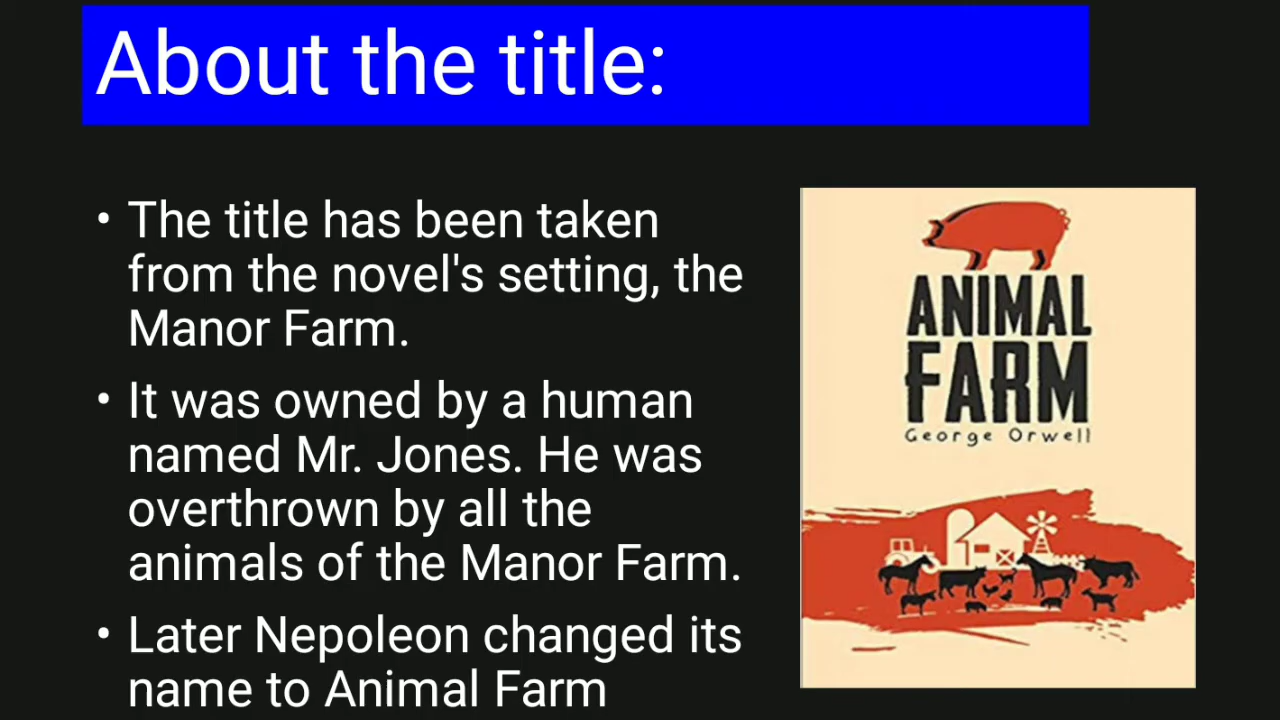 About the title:
• The title has been taken
from the novel's setting, the
Manor Farm.
• It was owned by a human
named Mr. Jones. He was
overthrown by all the
animals of the Manor Farm.
• Later Nepoleon changed its
name to Animal Farm
ANIMAL
FARM
George Orwell